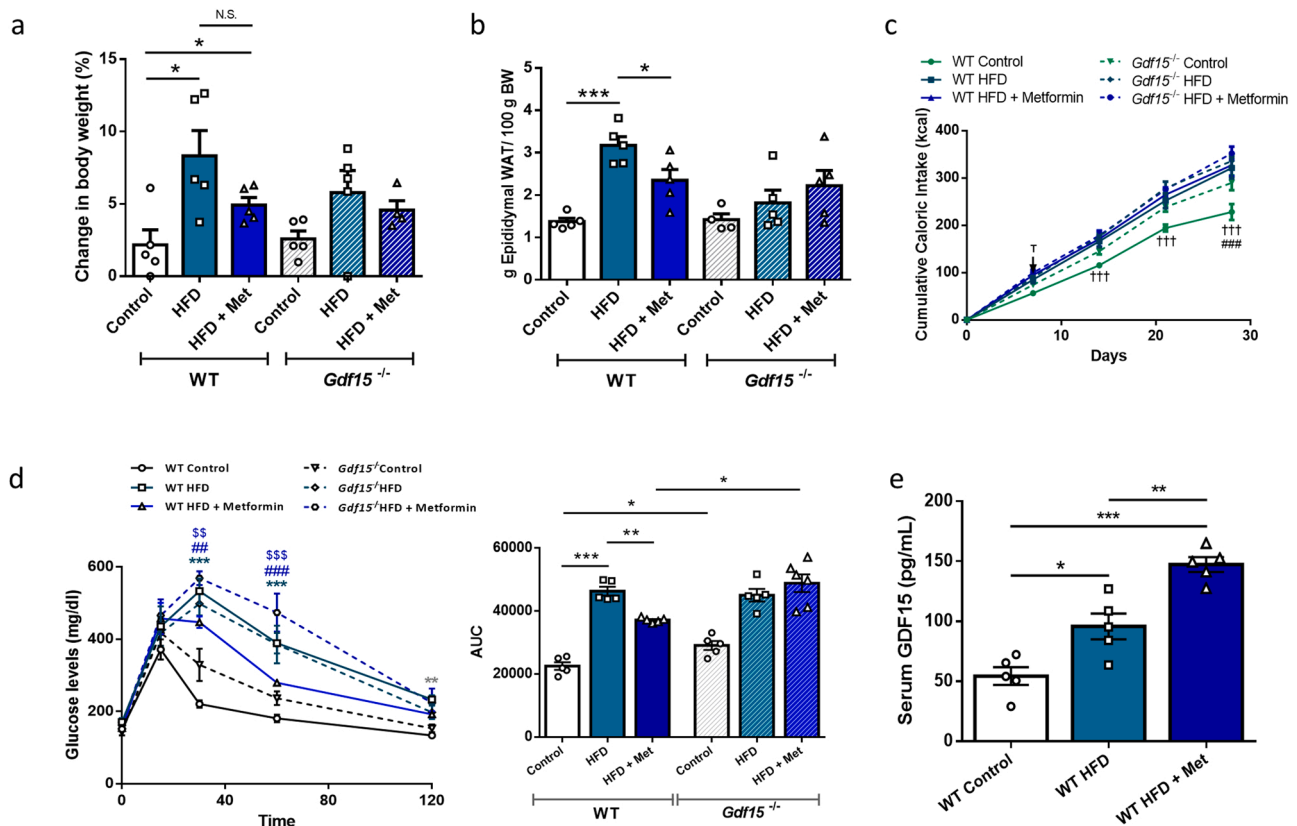 a
N.S.
*
*
Change in body weight (%)
15
10
5
0
Control
HFD
HFD + Met
Control
HFD
HFD + Met
WT
Gdf15 -/-
b
*
***
g Epididymal WAT/ 100 g BW
5
4
3
2
1
0
Control
HFD
HFD + Met
Control
HFD
HFD + Met
WT
Gdf15 -/-
c
WT Control
WT HFD
WT HFD + Metformin
Gdf15-/- Control
Gdf15-/- HFD
Gdf15-/- HFD + Metformin
Cumulative Caloric Intake (kcal)
400
300
200
100
0
†††
†††
†††
###
0
10
20
30
Days
d
WT Control
WT HFD
WT HFD + Metformin
Gdf15-/Control
Gdf15-/HFD
Gdf15-/HFD + Metformin
Glucose levels (mg/dl)
600
400
200
0
$$
##
***
$$$
###
***
**
0
40
80
120
Time
*
*
***
**
AUC
60000
40000
20000
0
Control
HFD
HFD + Met
Control
HFD
HFD + Met
WT
Gdf15 -/-
e
**
***
*
Serum GDF15 (pg/mL)
200
150
100
50
0
WT Control
WT HFD
WT HFD + Met